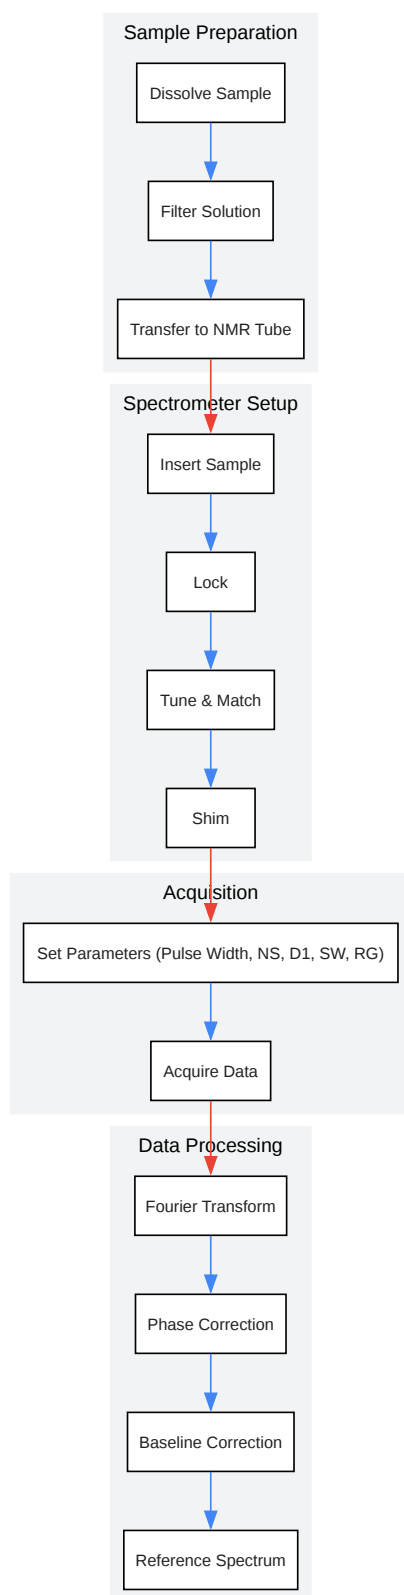 Sample Preparation
Dissolve Sample
Filter Solution
Transfer to NMR Tube
Spectrometer Setup
Insert Sample
Lock
Tune & Match
Shim
Acquisition
Set Parameters (Pulse Width, NS, D1, SW, RG)
Acquire Data
Data Processing
Fourier Transform
Phase Correction
Baseline Correction
Reference Spectrum